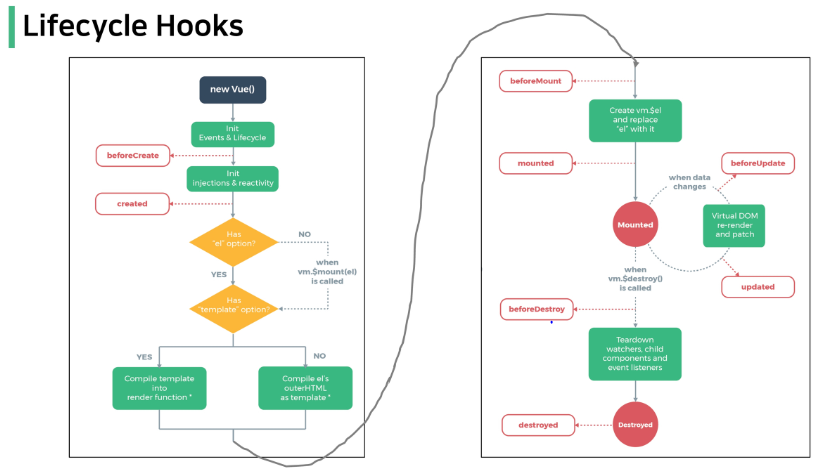 Lifecycle Hooks
new Vue()
Init
Events & Lifecycle
beforeCreate
Init
injections & reactivity
created
Has
"el" option?
NO
when
vm.$mount(el)
is called
YES
Has
"template" option?
YES
NO
Compile template
into
render function *
Compile el's
outerHTML
as template *
beforeMount
Create vm.$el
and replace
"el" with it
mounted
Mounted
when data
changes
beforeUpdate
Virtual DOM
re-render
and patch
updated
when
vm.$destroy()
is called
beforeDestroy
Teardown
watchers, child
components and
event listeners
destroyed
Destroyed